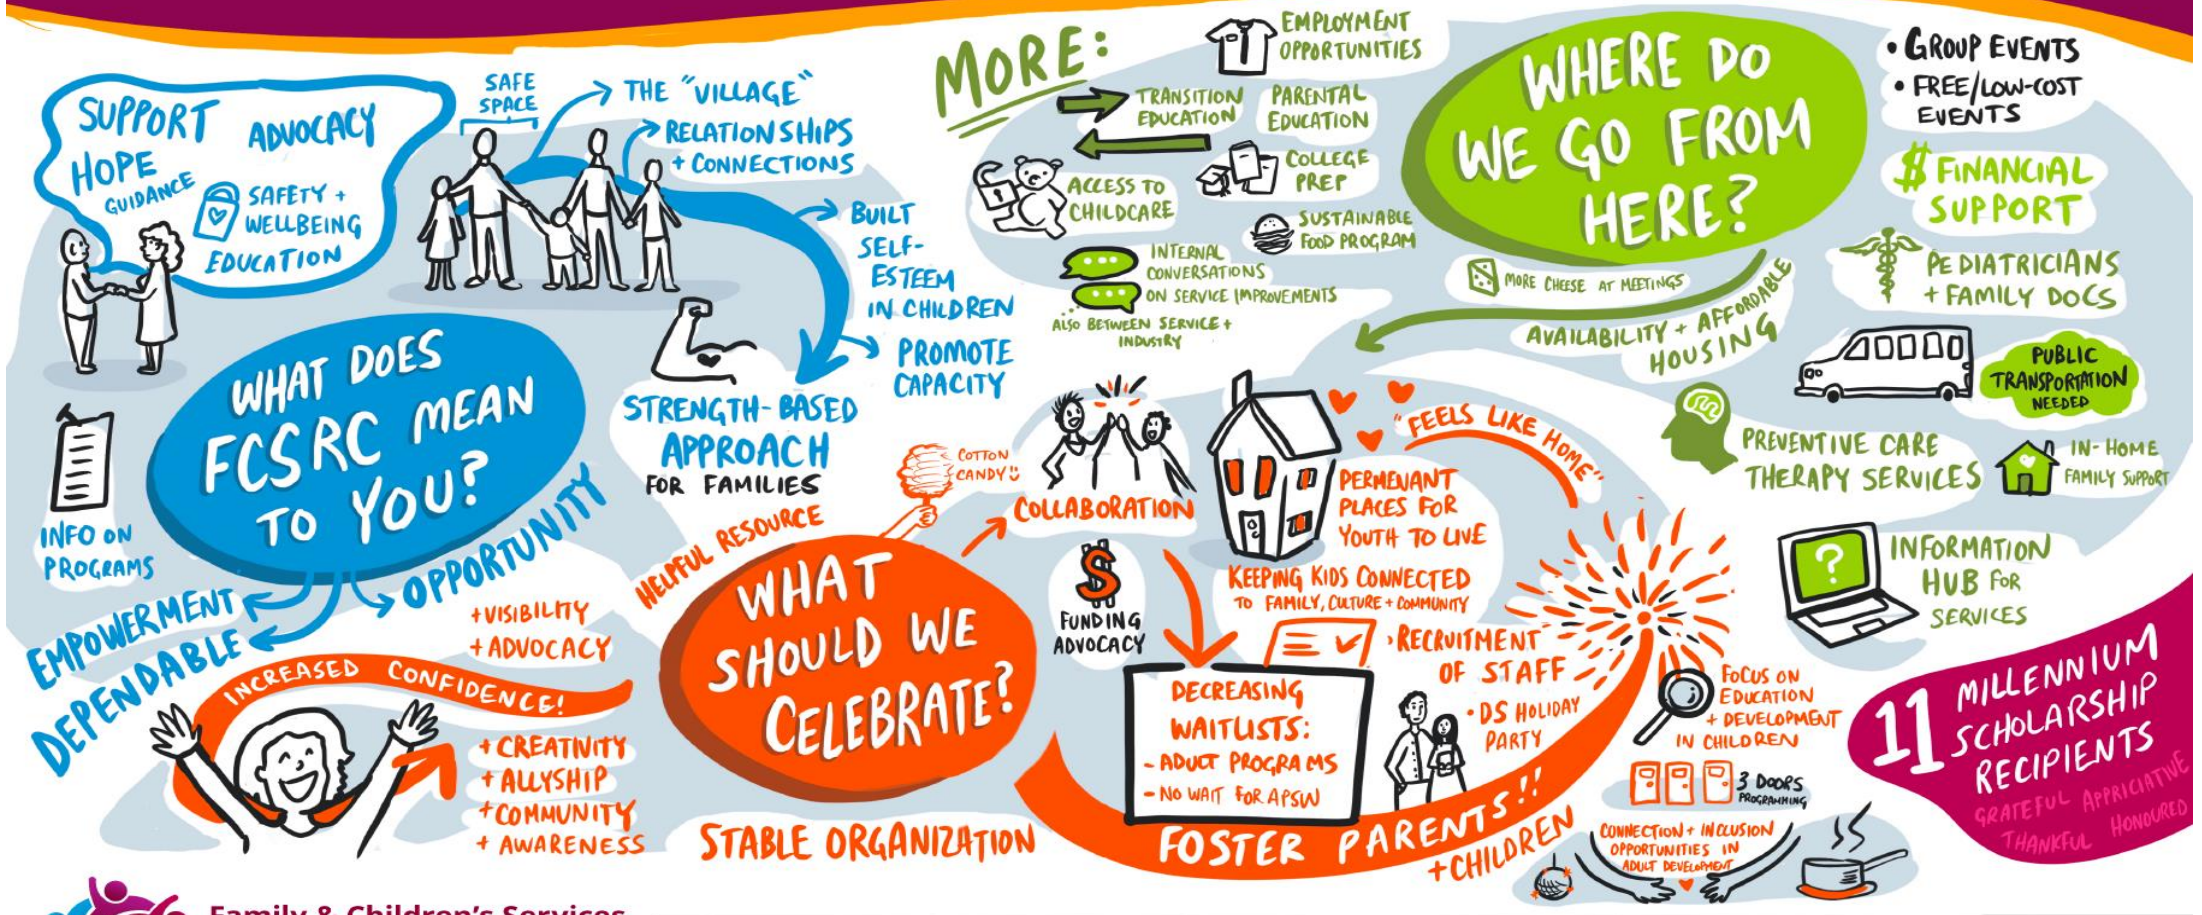 SUPPORT
ADVOCACY
HOPE
GUIDANCE
SAFETY +
WELLBEING
EDUCATION
SAFE
SPACE
THE "VILLAGE"
RELATIONSHIPS
+ CONNECTIONS
BUILT
SELF-
ESTEEM
IN CHILDREN
PROMOTE
CAPACITY
STRENGTH-BASED
APPROACH
FOR FAMILIES
WHAT DOES
FCSRC MEAN
TO YOU?
INFO ON
PROGRAMS
EMPOWERMENT
DEPENDABLE
OPPORTUNITY
MORE:
EMPLOYMENT
OPPORTUNITIES
TRANSITION
EDUCATION
PARENTAL
EDUCATION
COLLEGE
PREP
ACCESS TO
CHILDCARE
SUSTAINABLE
FOOD PROGRAM
INTERNAL
CONVERSATIONS
ON SERVICE IMPROVEMENTS
ALSO BETWEEN SERVICE +
INDUSTRY
WHERE DO
WE GO FROM
HERE?
MORE CHEESE AT MEETINGS
AVAILABILITY + AFFORDABLE
HOUSING
• GROUP EVENTS
• FREE/LOW-COST
EVENTS
$ FINANCIAL
SUPPORT
PEDIATRICIANS
+ FAMILY DOCS
PUBLIC
TRANSPORTATION
NEEDED
PREVENTIVE CARE
THERAPY SERVICES
IN-HOME
FAMILY SUPPORT
?
INFORMATION
HUB FOR
SERVICES
WHAT
SHOULD WE
CELEBRATE?
HELPFUL RESOURCE
COTTON
CANDY
COLLABORATION
$
FUNDING
ADVOCACY
"FEELS LIKE HOME"
PERMENANT
PLACES FOR
YOUTH TO LIVE
KEEPING KIDS CONNECTED
TO FAMILY, CULTURE + COMMUNITY
RECRUITMENT
OF STAFF
• DS HOLIDAY
PARTY
DECREASING
WAITLISTS:
- ADUCT PROGRAMS
- NO WAIT FOR APSW
FOSTER PARENTS!!
+ CHILDREN
+ VISIBILITY
+ ADVOCACY
INCREASED CONFIDENCE!
+ CREATIVITY
+ ALLYSHIP
+ COMMUNITY
+ AWARENESS
STABLE ORGANIZATION
FOCUS ON
EDUCATION
+ DEVELOPMENT
IN CHILDREN
3 DOORS
PROGRAMMING
CONNECTION + INCLUSION
OPPORTUNITIES IN
ADULT DEVELOPMENT
11 MILLENNIUM
SCHOLARSHIP
RECIPIENTS
GRATEFUL APPRICIATIVE
THANKFUL HONOURED
Family & Children's Services